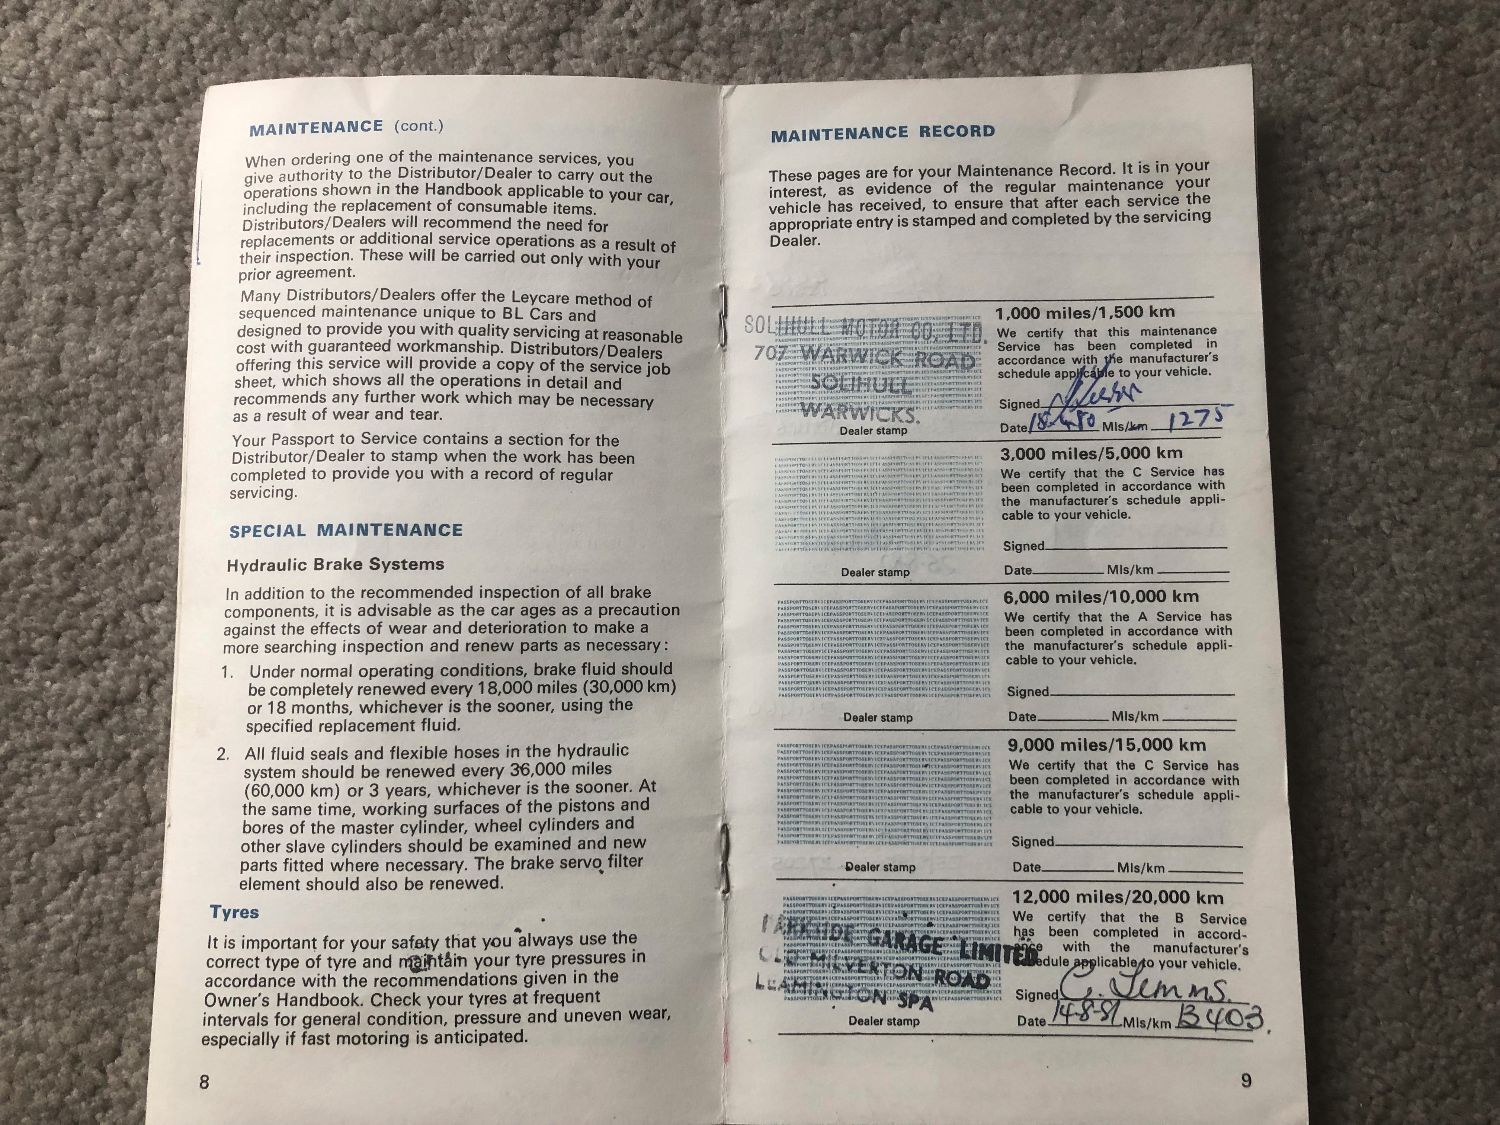 MAINTENANCE (cont.)
When ordering one of the maintenance services, you
give authority to the Distributor/Dealer to carry out the
operations shown in the Handbook applicable to your car,
including the replacement of consumable items.
Distributors/Dealers will recommend the need for
replacements or additional service operations as a result of
their inspection. These will be carried out only with your
prior agreement.
Many Distributors/Dealers offer the Leycare method of
sequenced maintenance unique to BL Cars and
designed to provide you with quality servicing at reasonable
cost with guaranteed workmanship. Distributors/Dealers
offering this service will provide a copy of the service job
sheet, which shows all the operations in detail and
recommends any further work which may be necessary
as a result of wear and tear.
Your Passport to Service contains a section for the
Distributor/Dealer to stamp when the work has been
completed to provide you with a record of regular
servicing.
SPECIAL MAINTENANCE
Hydraulic Brake Systems
In addition to the recommended inspection of all brake
components, it is advisable as the car ages as a precaution
against the effects of wear and deterioration to make a
more searching inspection and renew parts as necessary:
1. Under normal operating conditions, brake fluid should
be completely renewed every 18,000 miles (30,000 km)
or 18 months, whichever is the sooner, using the
specified replacement fluid.
2. All fluid seals and flexible hoses in the hydraulic
system should be renewed every 36,000 miles
(60,000 km) or 3 years, whichever is the sooner. At
the same time, working surfaces of the pistons and
bores of the master cylinder, wheel cylinders and
other slave cylinders should be examined and new
parts fitted where necessary. The brake servo filter
element should also be renewed.
Tyres
It is important for your safety that you always use the
correct type of tyre and maintain your tyre pressures in
accordance with the recommendations given in the
Owner's Handbook. Check your tyres at frequent
intervals for general condition, pressure and uneven wear,
especially if fast motoring is anticipated.
8
MAINTENANCE RECORD
These pages are for your Maintenance Record. It is in your
interest, as evidence of the regular maintenance your
vehicle has received, to ensure that after each service the
appropriate entry is stamped and completed by the servicing
Dealer.
SOLIHULL MOTOR CO. LTD.
707 WARWICK ROAD
SOLIHULL
WARWICKS.
Dealer stamp
1,000 miles/1,500 km
We certify that this maintenance
Service has been completed in
accordance with the manufacturer's
schedule applicable to your vehicle.
Signed
Date Mls/km 1275
3,000 miles/5,000 km
We certify that the C Service has
been completed in accordance with
the manufacturer's schedule appli-
cable to your vehicle.
Signed
Dealer stamp
Date Mls/km
6,000 miles/10,000 km
We certify that the A Service has
been completed in accordance with
the manufacturer's schedule appli-
cable to your vehicle.
Signed
Dealer stamp
Date Mls/km
9,000 miles/15,000 km
We certify that the C Service has
been completed in accordance with
the manufacturer's schedule appli-
cable to your vehicle.
Signed
Dealer stamp
Date Mls/km
12,000 miles/20,000 km
We certify that the B Service
has been completed in accord-
ance with the manufacturer's
schedule applicable to your vehicle.
GARAGE LIMITED
OLD MILVERTON ROAD
LEAMINGTON SPA
Dealer stamp
Signed
Date 14-8-81 Mls/km
9